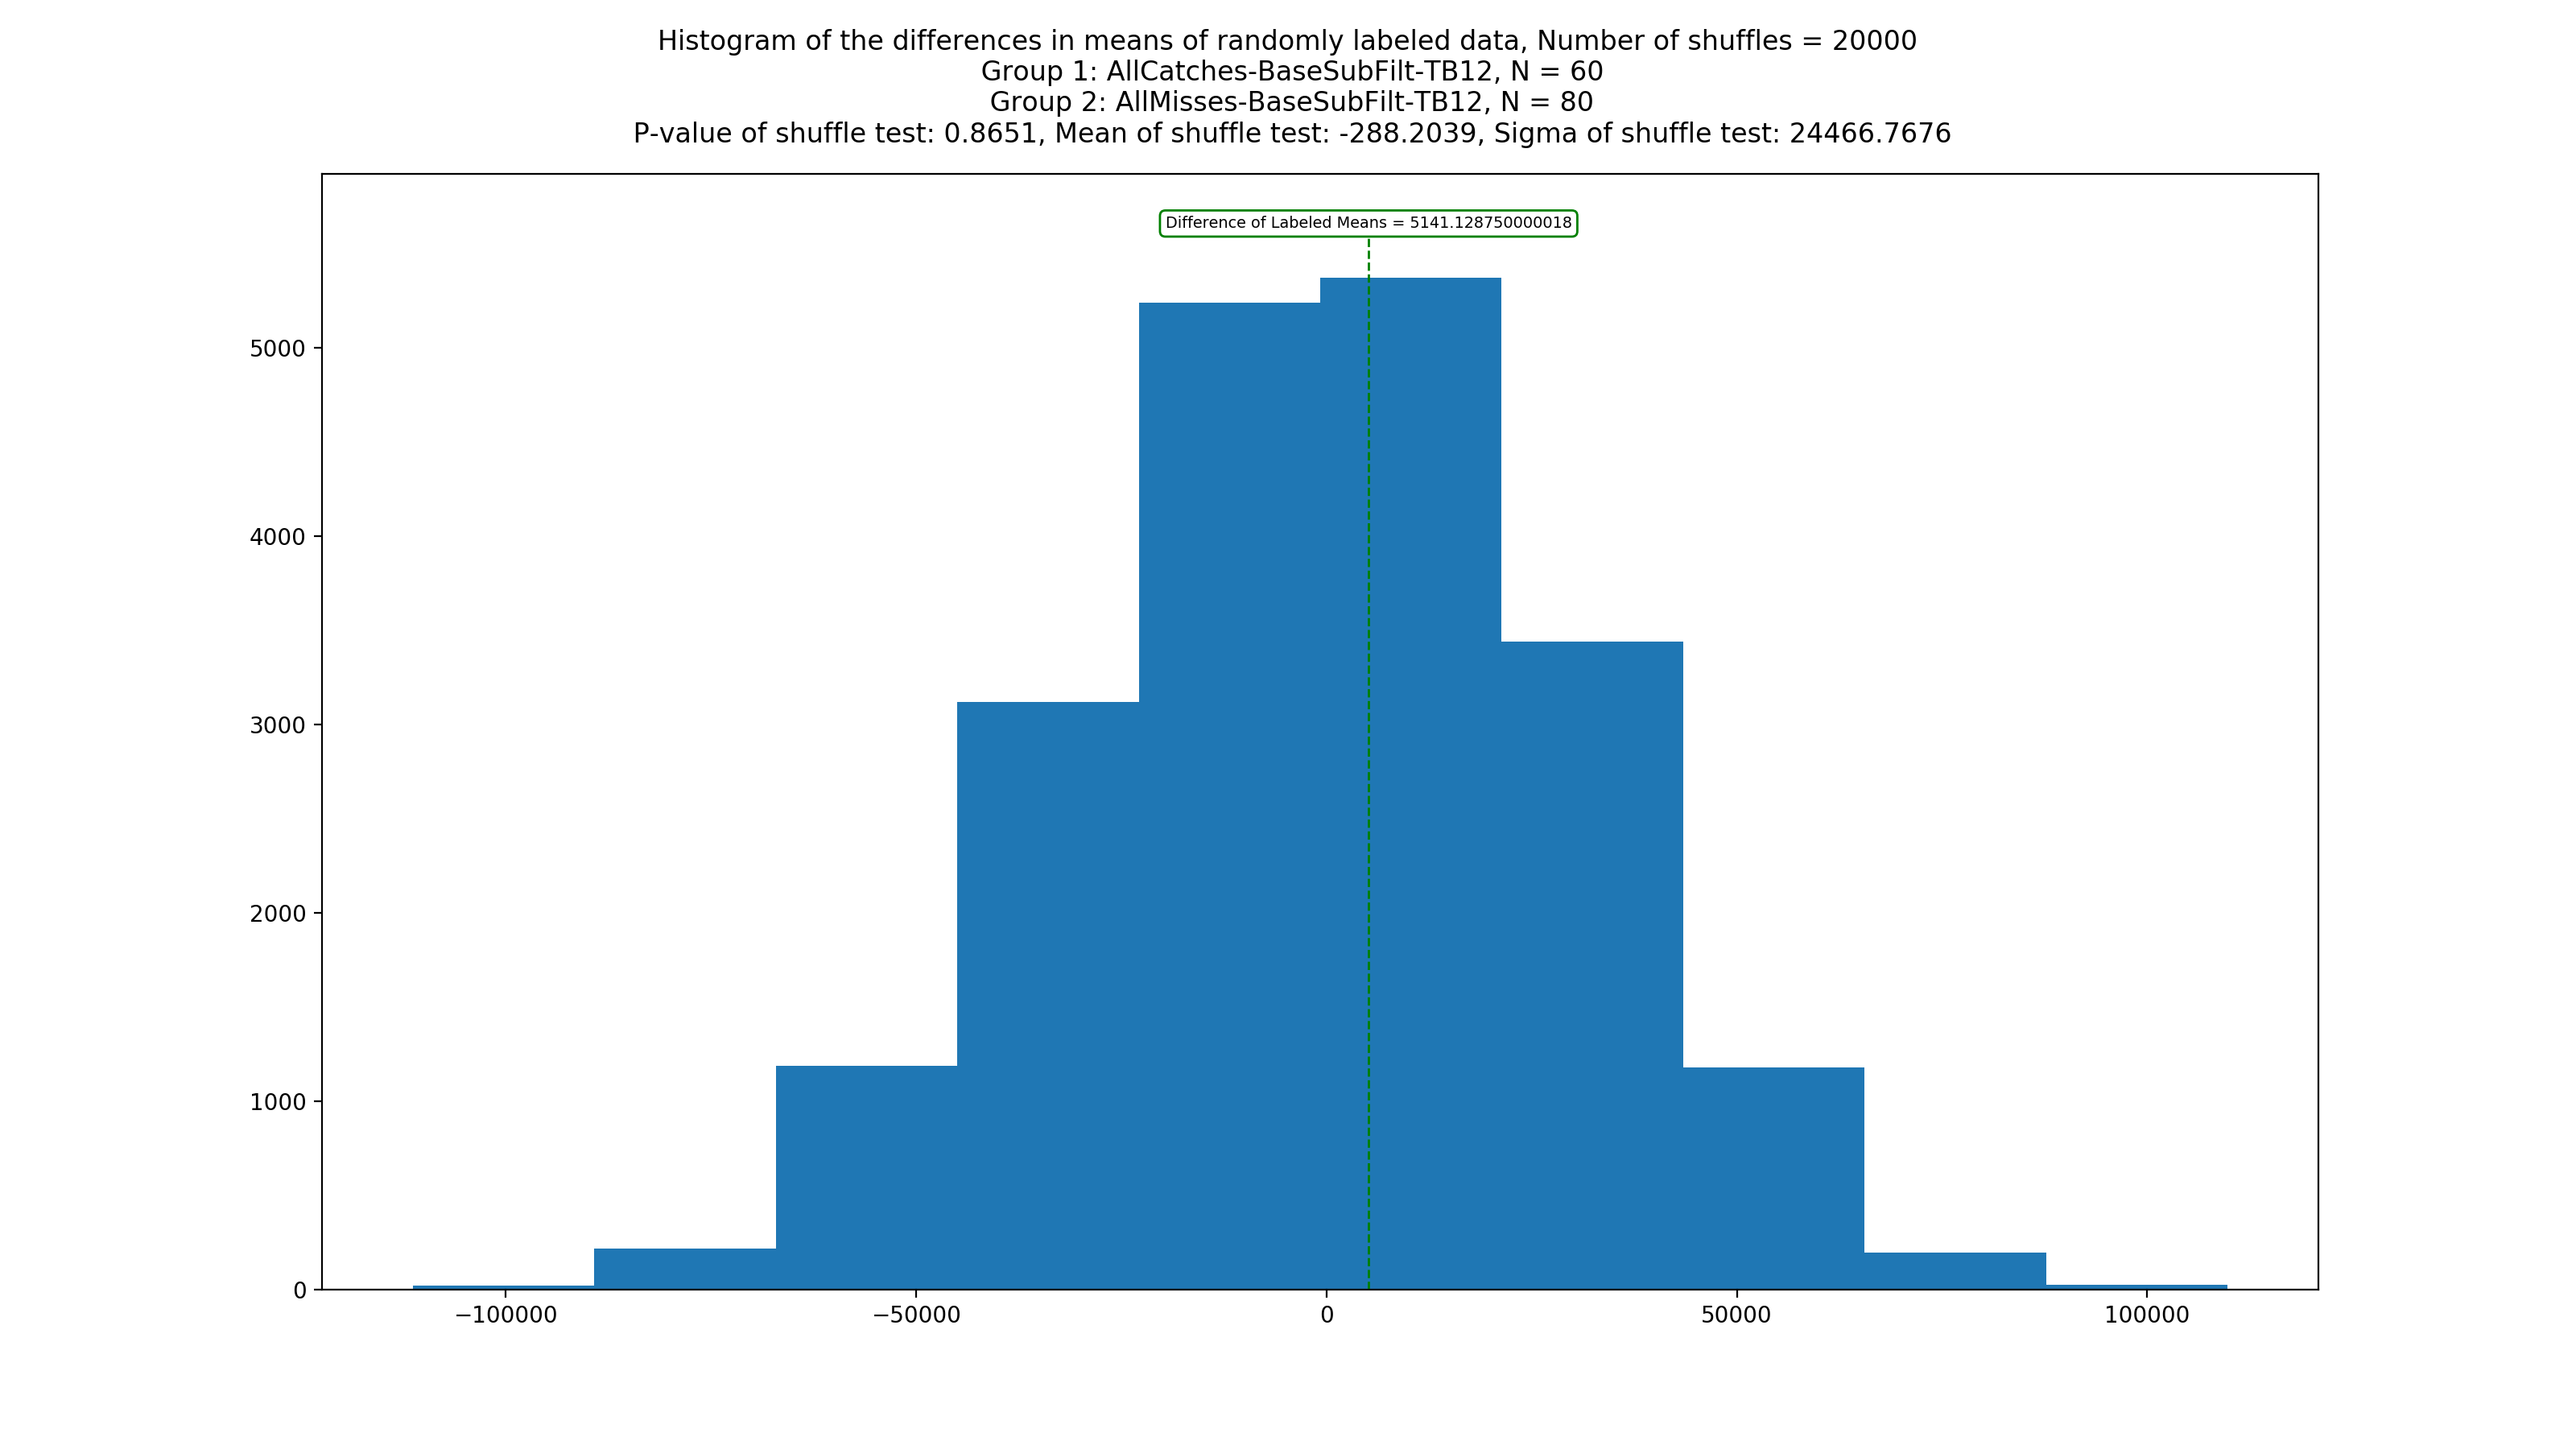 Histogram of the differences in means of randomly labeled data, Number of shuffles = 20000
Group 1: AllCatches-BaseSubFilt-TB12, N = 60
Group 2: AllMisses-BaseSubFilt-TB12, N = 80
P-value of shuffle test: 0.8651, Mean of shuffle test: -288.2039, Sigma of shuffle test: 24466.7676
Difference of Labeled Means = 5141.128750000018
5000
4000
3000
2000
1000
0
−100000 −50000 0 50000 100000